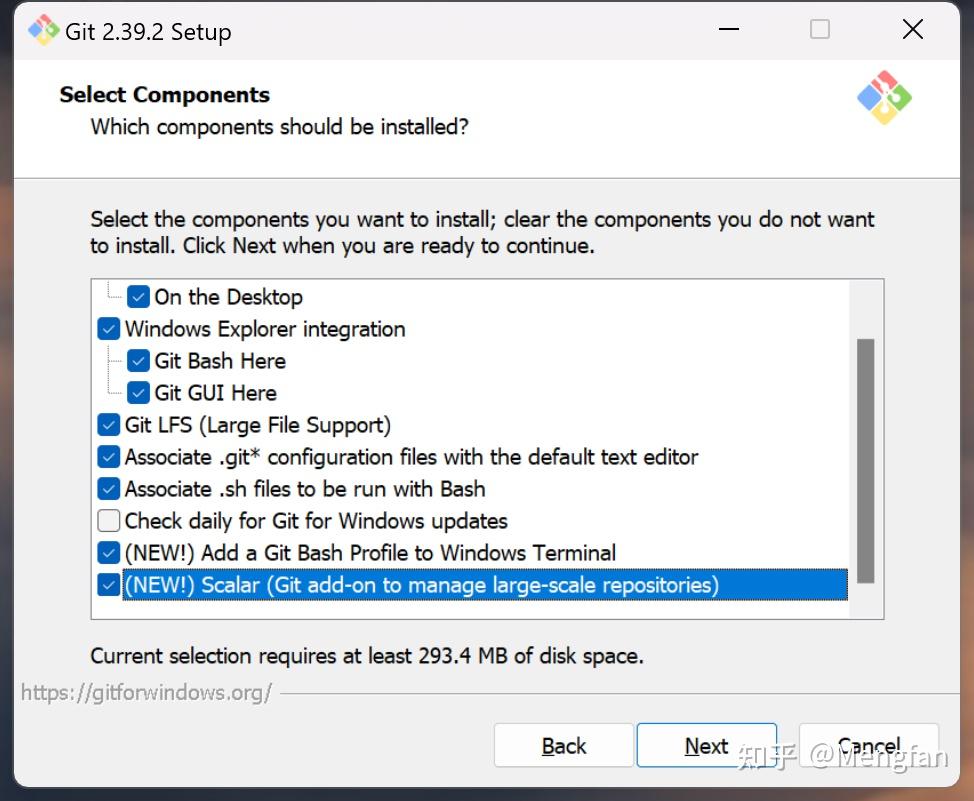 Git 2.39.2 Setup
Select Components
Which components should be installed?
Select the components you want to install; clear the components you do not want
to install. Click Next when you are ready to continue.
On the Desktop
Windows Explorer integration
Git Bash Here
Git GUI Here
Git LFS (Large File Support)
Associate .git* configuration files with the default text editor
Associate .sh files to be run with Bash
Check daily for Git for Windows updates
(NEW!) Add a Git Bash Profile to Windows Terminal
(NEW!) Scalar (Git add-on to manage large-scale repositories)
Current selection requires at least 293.4 MB of disk space.
https://gitforwindows.org/
Back Next Cancel
知乎 @Mengfan